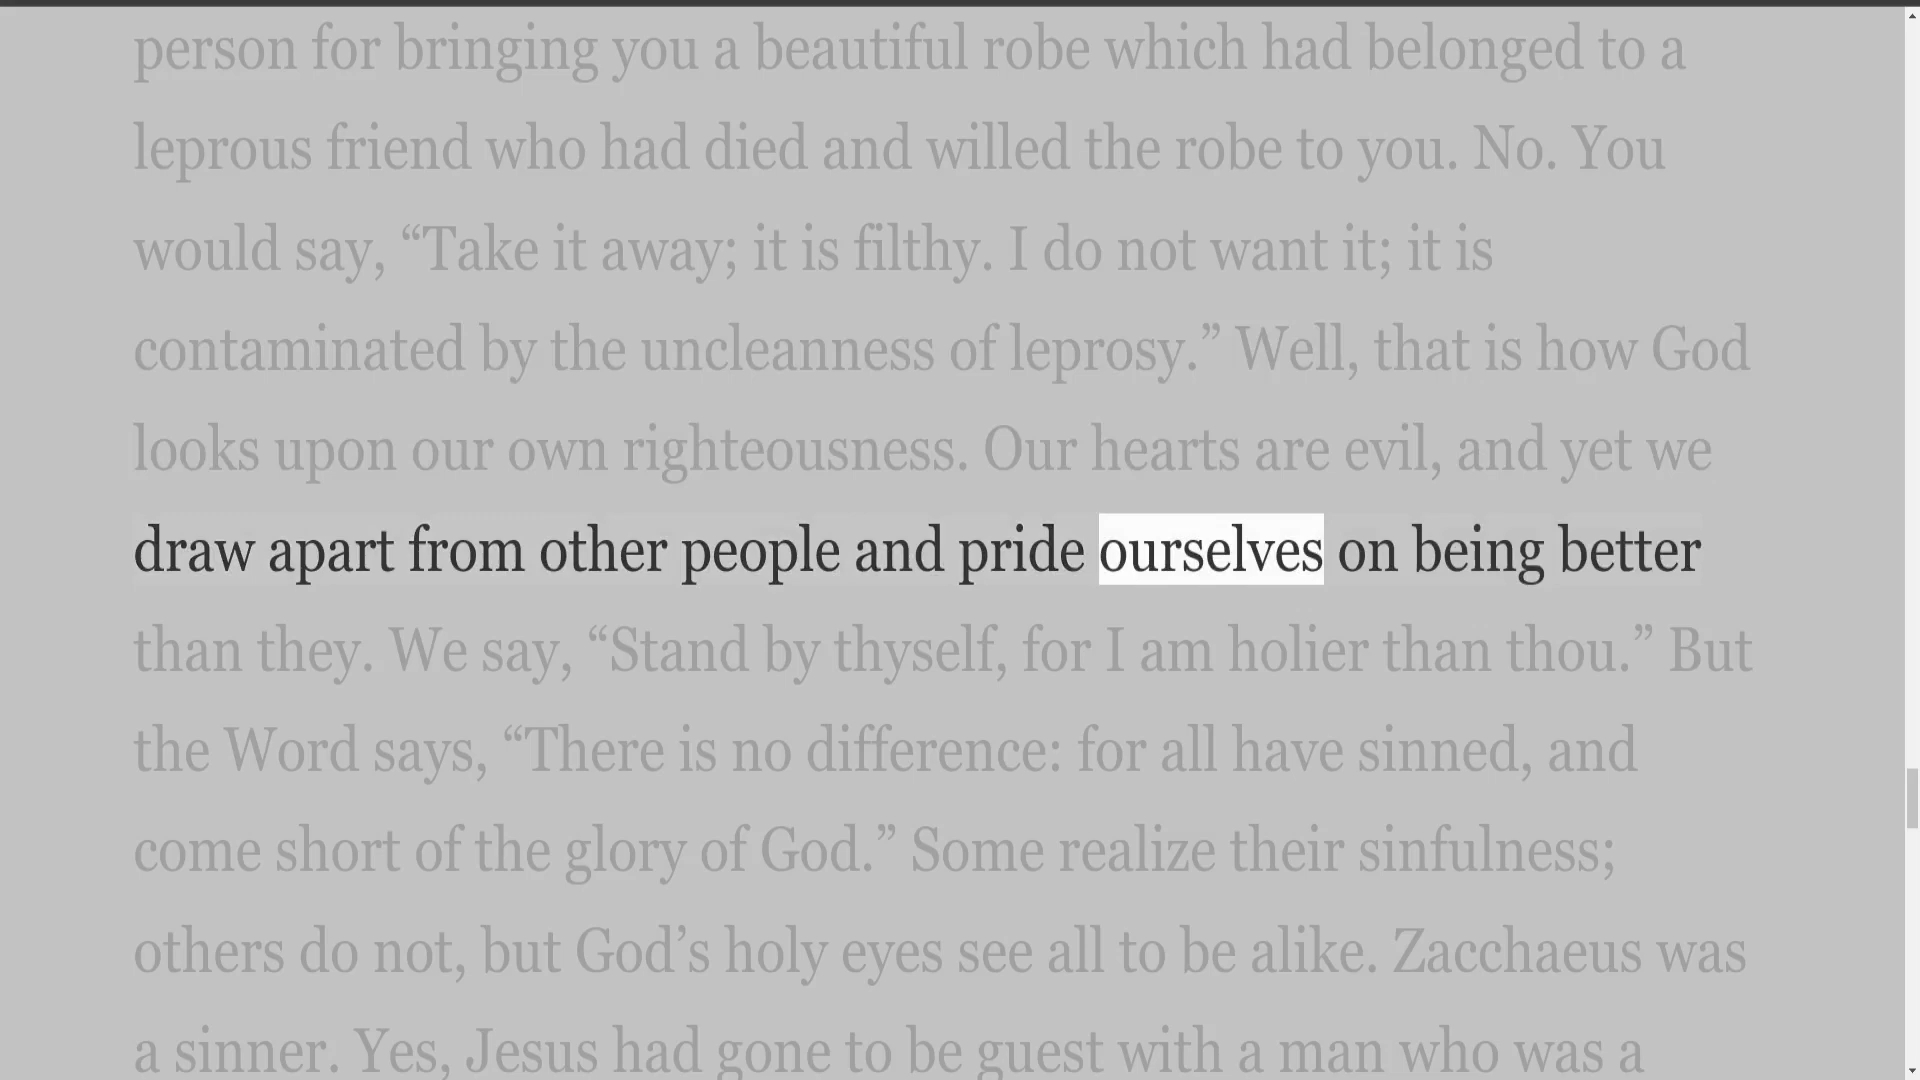 person for bringing you a beautiful robe which had belonged to a
leprous friend who had died and willed the robe to you. No. You
would say, “Take it away; it is filthy. I do not want it; it is
contaminated by the uncleanness of leprosy.” Well, that is how God
looks upon our own righteousness. Our hearts are evil, and yet we
draw apart from other people and pride ourselves on being better
than they. We say, “Stand by thyself, for I am holier than thou.” But
the Word says, “There is no difference: for all have sinned, and
come short of the glory of God.” Some realize their sinfulness;
others do not, but God’s holy eyes see all to be alike. Zacchaeus was
a sinner. Yes, Jesus had gone to be guest with a man who was a